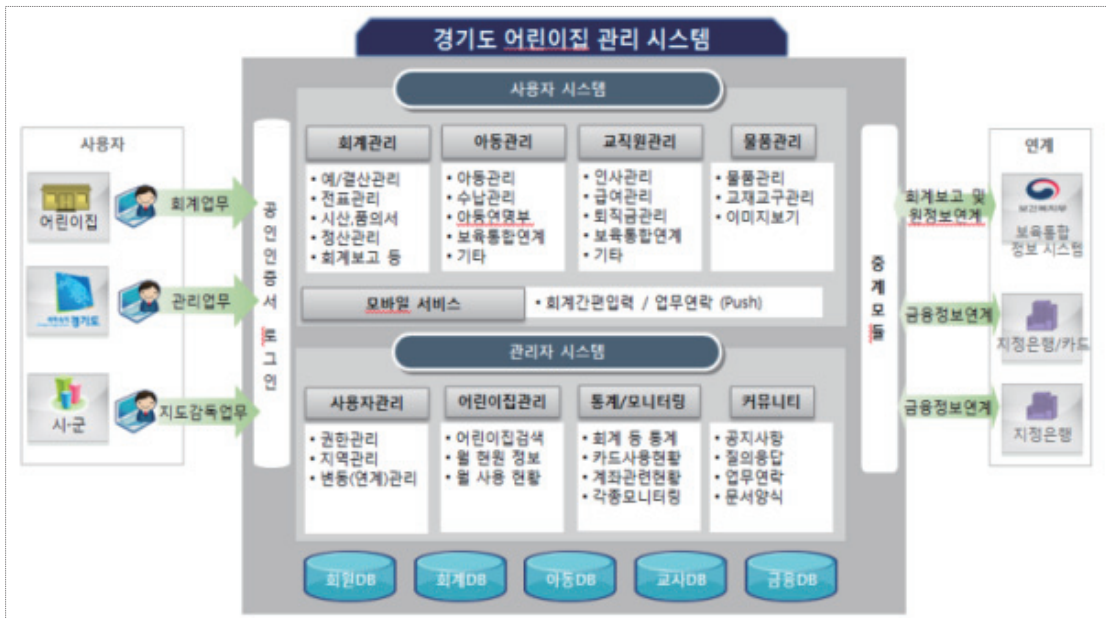 경기도 어린이집 관리 시스템
사용자 시스템
사용자
어린이집
회계업무
경기도
관리업무
시·군
지도감독업무
공인인증서 로그인
회계관리
• 예/결산관리
• 전표관리
• 시산,품의서
• 정산관리
• 회계보고 등
아동관리
• 아동관리
• 수납관리
• 아동연명부
• 보육통합연계
• 기타
교직원관리
• 인사관리
• 급여관리
• 퇴직금관리
• 보육통합연계
• 기타
물품관리
• 물품관리
• 교재교구관리
• 이미지보기
모바일 서비스
• 회계간편입력 / 업무연락 (Push)
관리자 시스템
사용자관리
• 권한관리
• 지역관리
• 변동(연계)관리
어린이집관리
• 어린이집검색
• 월 현원 정보
• 월 사용 현황
통계/모니터링
• 회계 등 통계
• 카드사용현황
• 계좌관련현황
• 각종모니터링
커뮤니티
• 공지사항
• 질의응답
• 업무연락
• 문서양식
회원DB
회계DB
아동DB
교사DB
금융DB
중계모듈
회계보고 및
원정보연계
금융정보연계
금융정보연계
연계
보건복지부
보육통합
정보 시스템
지정은행/카드
지정은행